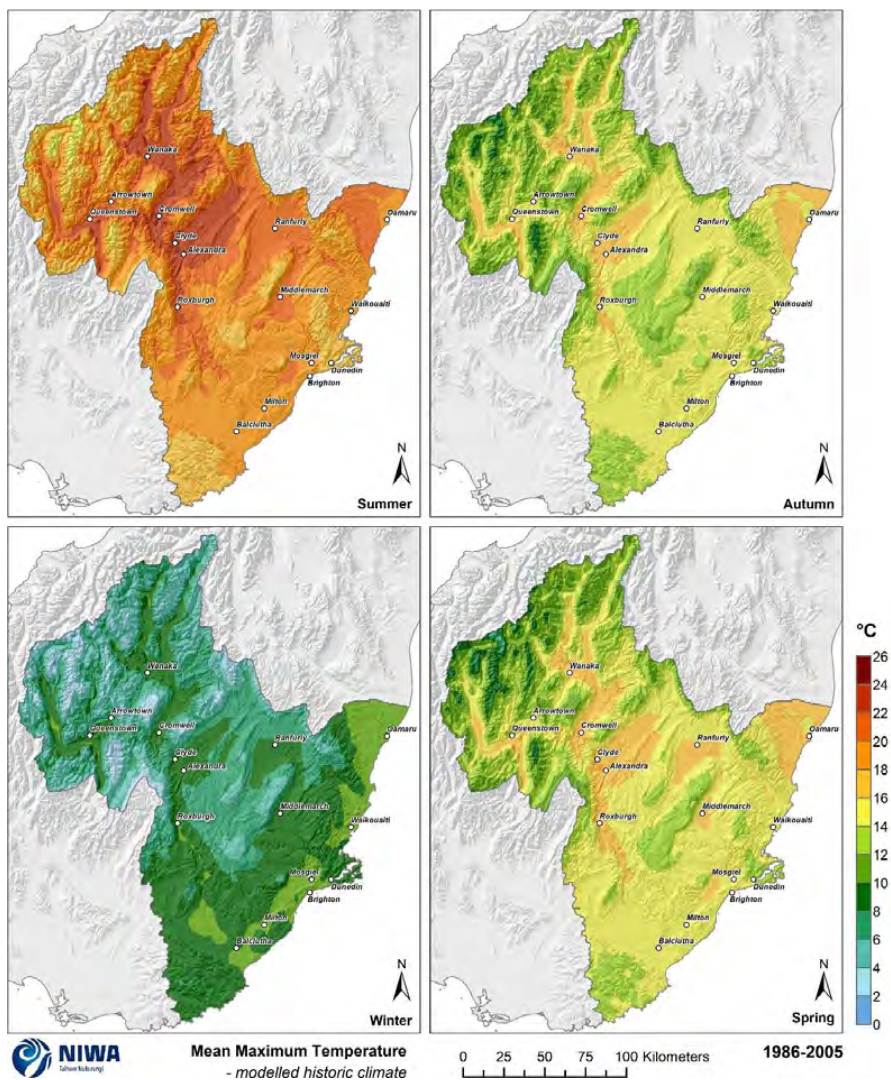 Wanaka
Arrowtown
Queenstown
Cromwell
Clyde
Alexandra
Ranfurly
Oamaru
Roxburgh
Middlemarch
Waikouaiti
Mosgiel
Dunedin
Brighton
Milton
Balclutha
N
Summer
Wanaka
Arrowtown
Queenstown
Cromwell
Clyde
Alexandra
Ranfurly
Oamaru
Roxburgh
Middlemarch
Waikouaiti
Mosgiel
Dunedin
Brighton
Milton
Balclutha
N
Autumn
Wanaka
Arrowtown
Queenstown
Cromwell
Clyde
Alexandra
Ranfurly
Oamaru
Roxburgh
Middlemarch
Waikouaiti
Mosgiel
Dunedin
Brighton
Milton
Balclutha
N
Winter
Wanaka
Arrowtown
Queenstown
Cromwell
Clyde
Alexandra
Ranfurly
Oamaru
Roxburgh
Middlemarch
Waikouaiti
Mosgiel
Dunedin
Brighton
Milton
Balclutha
N
Spring
°C
26
24
22
20
18
16
14
12
10
8
6
4
2
0
NIWA
Taihoro Nukurangi
Mean Maximum Temperature
- modelled historic climate
0 25 50 75 100 Kilometers
1986-2005